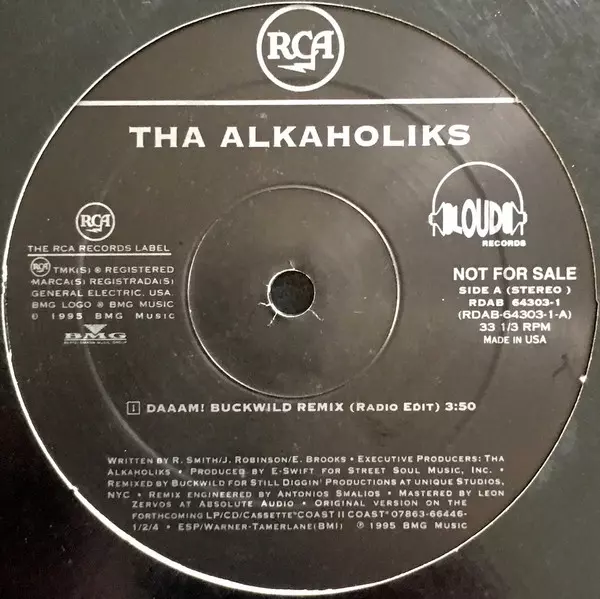 RCA
THA ALKAHOLIKS
RCA
THE RCA RECORDS LABEL
RCA TMK(S) ® REGISTERED
MARCA(S) REGISTRADA(S)
GENERAL ELECTRIC, USA.
BMG LOGO ® BMG MUSIC
© 1995 BMG MUSIC
BMG
LOUD
RECORDS
NOT FOR SALE
SIDE A (STEREO )
RDAB 64303-1
(RDAB-64303-1-A)
33 1/3 RPM
MADE IN USA
1 DAAAM! BUCKWILD REMIX (RADIO EDIT) 3:50
WRITTEN BY R. SMITH/J. ROBINSON/E. BROOKS • EXECUTIVE PRODUCERS: THA
ALKAHOLIKS • PRODUCED BY E-SWIFT FOR STREET SOUL MUSIC, INC. •
REMIXED BY BUCKWILD FOR STILL DIGGIN' PRODUCTIONS AT UNIQUE STUDIOS,
NYC • REMIX ENGINEERED BY ANTONIOS SMALIOS • MASTERED BY LEON
ZERVOS AT ABSOLUTE AUDIO • ORIGINAL VERSION ON THE
FORTHCOMING LP/CD/CASSETTE "COAST II COAST" 07863-66446-
1/2/4 • ESP/WARNER-TAMERLANE(BMI) ℗ 1995 BMG MUSIC